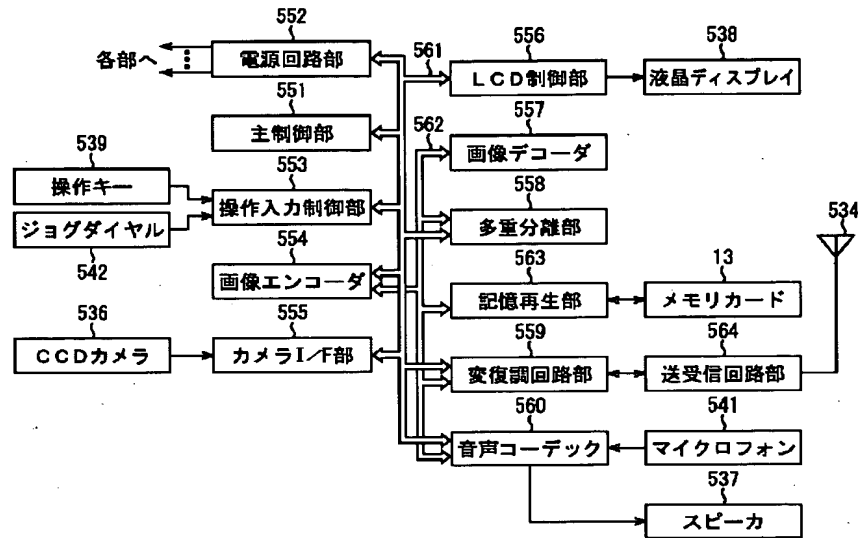 552
電源回路部
各部へ
551
主制御部
539
操作キー
553
操作入力制御部
ジョグダイヤル
542
554
画像エンコーダ
536
CCDカメラ
555
カメラI/F部
561
562
556
LCD制御部
538
液晶ディスプレイ
557
画像デコーダ
558
多重分離部
534
563
記憶再生部
13
メモリカード
559
変復調回路部
564
送受信回路部
560
音声コーデック
541
マイクロフォン
537
スピーカ